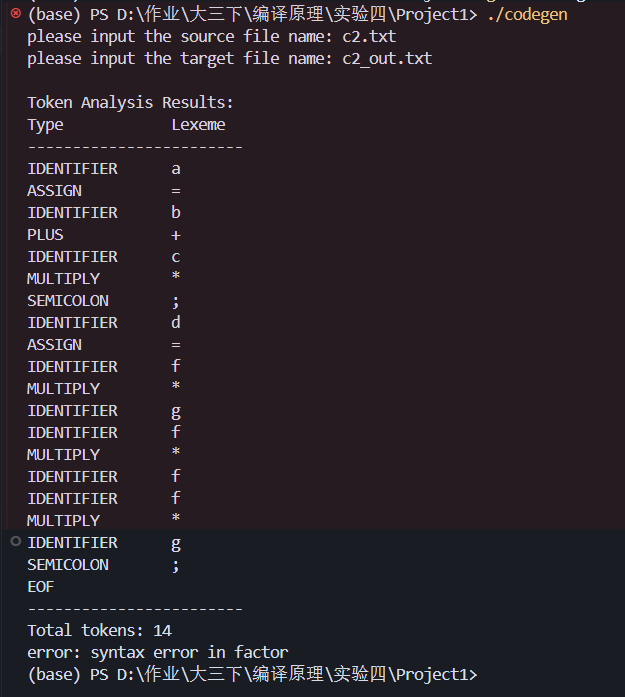 (base) PS D:\作业\大三下\编译原理\实验四\Project1> ./codegen
please input the source file name: c2.txt
please input the target file name: c2_out.txt
Token Analysis Results:
Type Lexeme
------------------------
IDENTIFIER a
ASSIGN =
IDENTIFIER b
PLUS +
IDENTIFIER c
MULTIPLY *
SEMICOLON ;
IDENTIFIER d
ASSIGN =
IDENTIFIER f
MULTIPLY *
IDENTIFIER g
IDENTIFIER f
MULTIPLY *
IDENTIFIER f
IDENTIFIER f
MULTIPLY *
IDENTIFIER g
SEMICOLON ;
EOF
------------------------
Total tokens: 14
error: syntax error in factor
(base) PS D:\作业\大三下\编译原理\实验四\Project1>